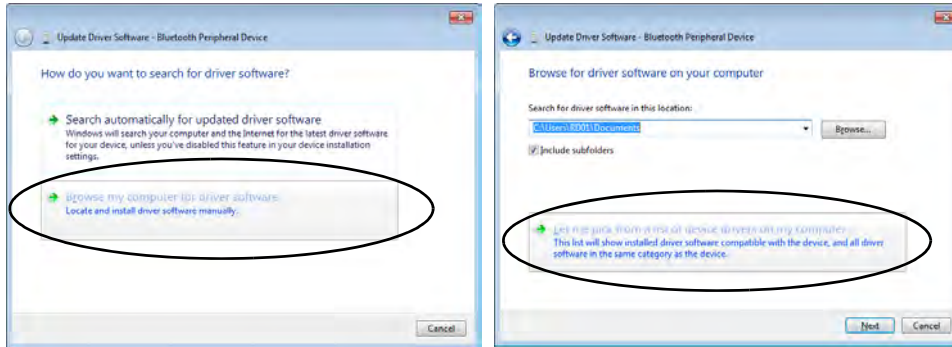 Update Driver Software - Bluetooth Peripheral Device
How do you want to search for driver software?
Search automatically for updated driver software
Windows will search your computer and the Internet for the latest driver software
for your device, unless you've disabled this feature in your device installation
settings.
Browse my computer for driver software
Locate and install driver software manually.
Cancel
Update Driver Software - Bluetooth Peripheral Device
Browse for driver software on your computer
Search for driver software in this location:
C:\Users\RD01\Documents
Browse...
Include subfolders
Let me pick from a list of device drivers on my computer
This list will show installed driver software compatible with the device, and all driver
software in the same category as the device.
Next
Cancel